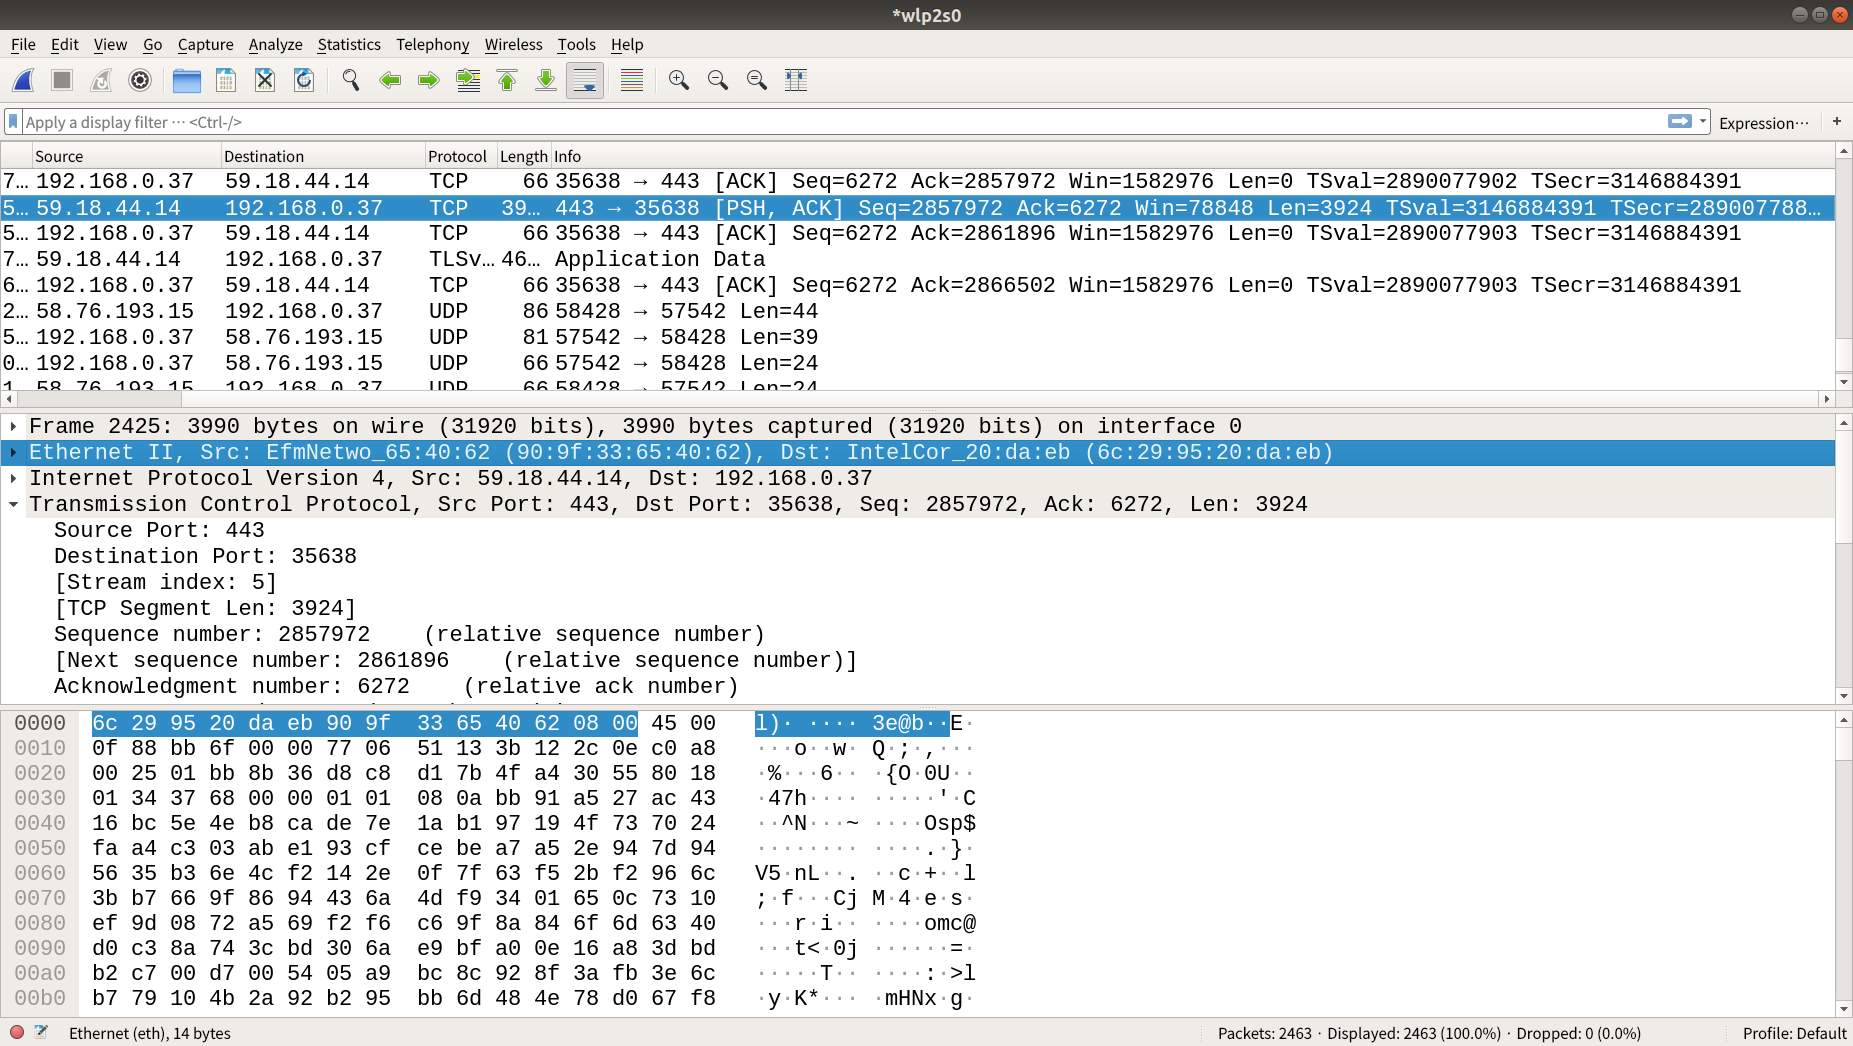 *wlp2s0
File Edit View Go Capture Analyze Statistics Telephony Wireless Tools Help
Apply a display filter ··· <Ctrl-/> Expression··· +
Source Destination Protocol Length Info
7… 192.168.0.37 59.18.44.14 TCP 66 35638 → 443 [ACK] Seq=6272 Ack=2857972 Win=1582976 Len=0 TSval=2890077902 TSecr=3146884391
5… 59.18.44.14 192.168.0.37 TCP 39… 443 → 35638 [PSH, ACK] Seq=2857972 Ack=6272 Win=78848 Len=3924 TSval=3146884391 TSecr=289007788…
5… 192.168.0.37 59.18.44.14 TCP 66 35638 → 443 [ACK] Seq=6272 Ack=2861896 Win=1582976 Len=0 TSval=2890077903 TSecr=3146884391
7… 59.18.44.14 192.168.0.37 TLSv… 46… Application Data
6… 192.168.0.37 59.18.44.14 TCP 66 35638 → 443 [ACK] Seq=6272 Ack=2866502 Win=1582976 Len=0 TSval=2890077903 TSecr=3146884391
2… 58.76.193.15 192.168.0.37 UDP 86 58428 → 57542 Len=44
5… 192.168.0.37 58.76.193.15 UDP 81 57542 → 58428 Len=39
0… 192.168.0.37 58.76.193.15 UDP 66 57542 → 58428 Len=24
1… 58.76.193.15 192.168.0.37 UDP 66 58428 → 57542 Len=24
Frame 2425: 3990 bytes on wire (31920 bits), 3990 bytes captured (31920 bits) on interface 0
Ethernet II, Src: EfmNetwo_65:40:62 (90:9f:33:65:40:62), Dst: IntelCor_20:da:eb (6c:29:95:20:da:eb)
Internet Protocol Version 4, Src: 59.18.44.14, Dst: 192.168.0.37
Transmission Control Protocol, Src Port: 443, Dst Port: 35638, Seq: 2857972, Ack: 6272, Len: 3924
Source Port: 443
Destination Port: 35638
[Stream index: 5]
[TCP Segment Len: 3924]
Sequence number: 2857972 (relative sequence number)
[Next sequence number: 2861896 (relative sequence number)]
Acknowledgment number: 6272 (relative ack number)
0000 6c 29 95 20 da eb 90 9f 33 65 40 62 08 00 45 00 l)· ···· 3e@b··E·
0010 0f 88 bb 6f 00 00 77 06 51 13 3b 12 2c 0e c0 a8 ···o··w· Q·;·,···
0020 00 25 01 bb 8b 36 d8 c8 d1 7b 4f a4 30 55 80 18 ·%···6·· ·{O·0U··
0030 01 34 37 68 00 00 01 01 08 0a bb 91 a5 27 ac 43 ·47h···· ·····'·C
0040 16 bc 5e 4e b8 ca de 7e 1a b1 97 19 4f 73 70 24 ··^N···~ ····Osp$
0050 fa a4 c3 03 ab e1 93 cf ce be a7 a5 2e 94 7d 94 ········ ····.·}·
0060 56 35 b3 6e 4c f2 14 2e 0f 7f 63 f5 2b f2 96 6c V5·nL··. ··c·+··l
0070 3b b7 66 9f 86 94 43 6a 4d f9 34 01 65 0c 73 10 ;·f···Cj M·4·e·s·
0080 ef 9d 08 72 a5 69 f2 f6 c6 9f 8a 84 6f 6d 63 40 ···r·i·· ····omc@
0090 d0 c3 8a 74 3c bd 30 6a e9 bf a0 0e 16 a8 3d bd ···t<·0j ······=·
00a0 b2 c7 00 d7 00 54 05 a9 bc 8c 92 8f 3a fb 3e 6c ·····T·· ····:·>l
00b0 b7 79 10 4b 2a 92 b2 95 bb 6d 48 4e 78 d0 67 f8 ·y·K*··· ·mHNx·g·
Ethernet (eth), 14 bytes Packets: 2463 · Displayed: 2463 (100.0%) · Dropped: 0 (0.0%) Profile: Default